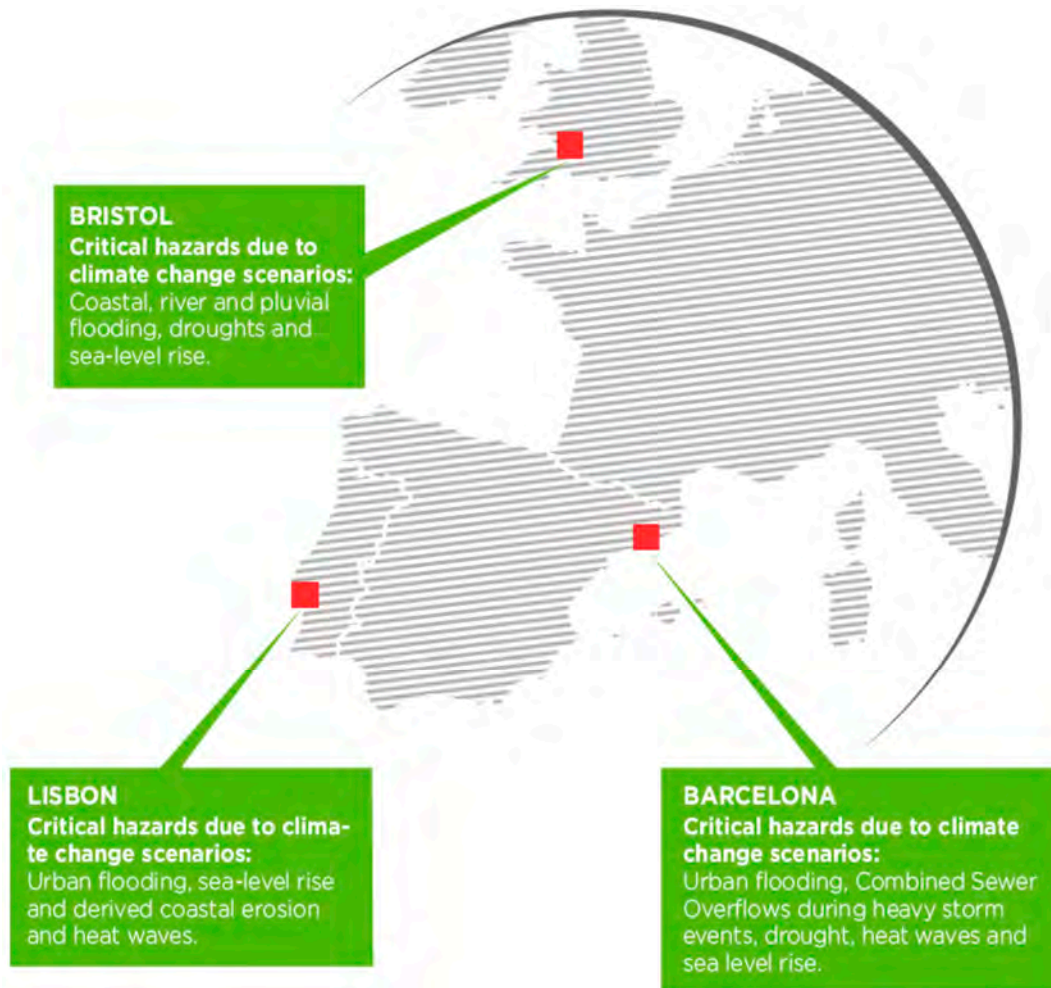 BRISTOL
Critical hazards due to
climate change scenarios:
Coastal, river and pluvial
flooding, droughts and
sea-level rise.
LISBON
Critical hazards due to clima-
te change scenarios:
Urban flooding, sea-level rise
and derived coastal erosion
and heat waves.
BARCELONA
Critical hazards due to climate
change scenarios:
Urban flooding, Combined Sewer
Overflows during heavy storm
events, drought, heat waves and
sea level rise.